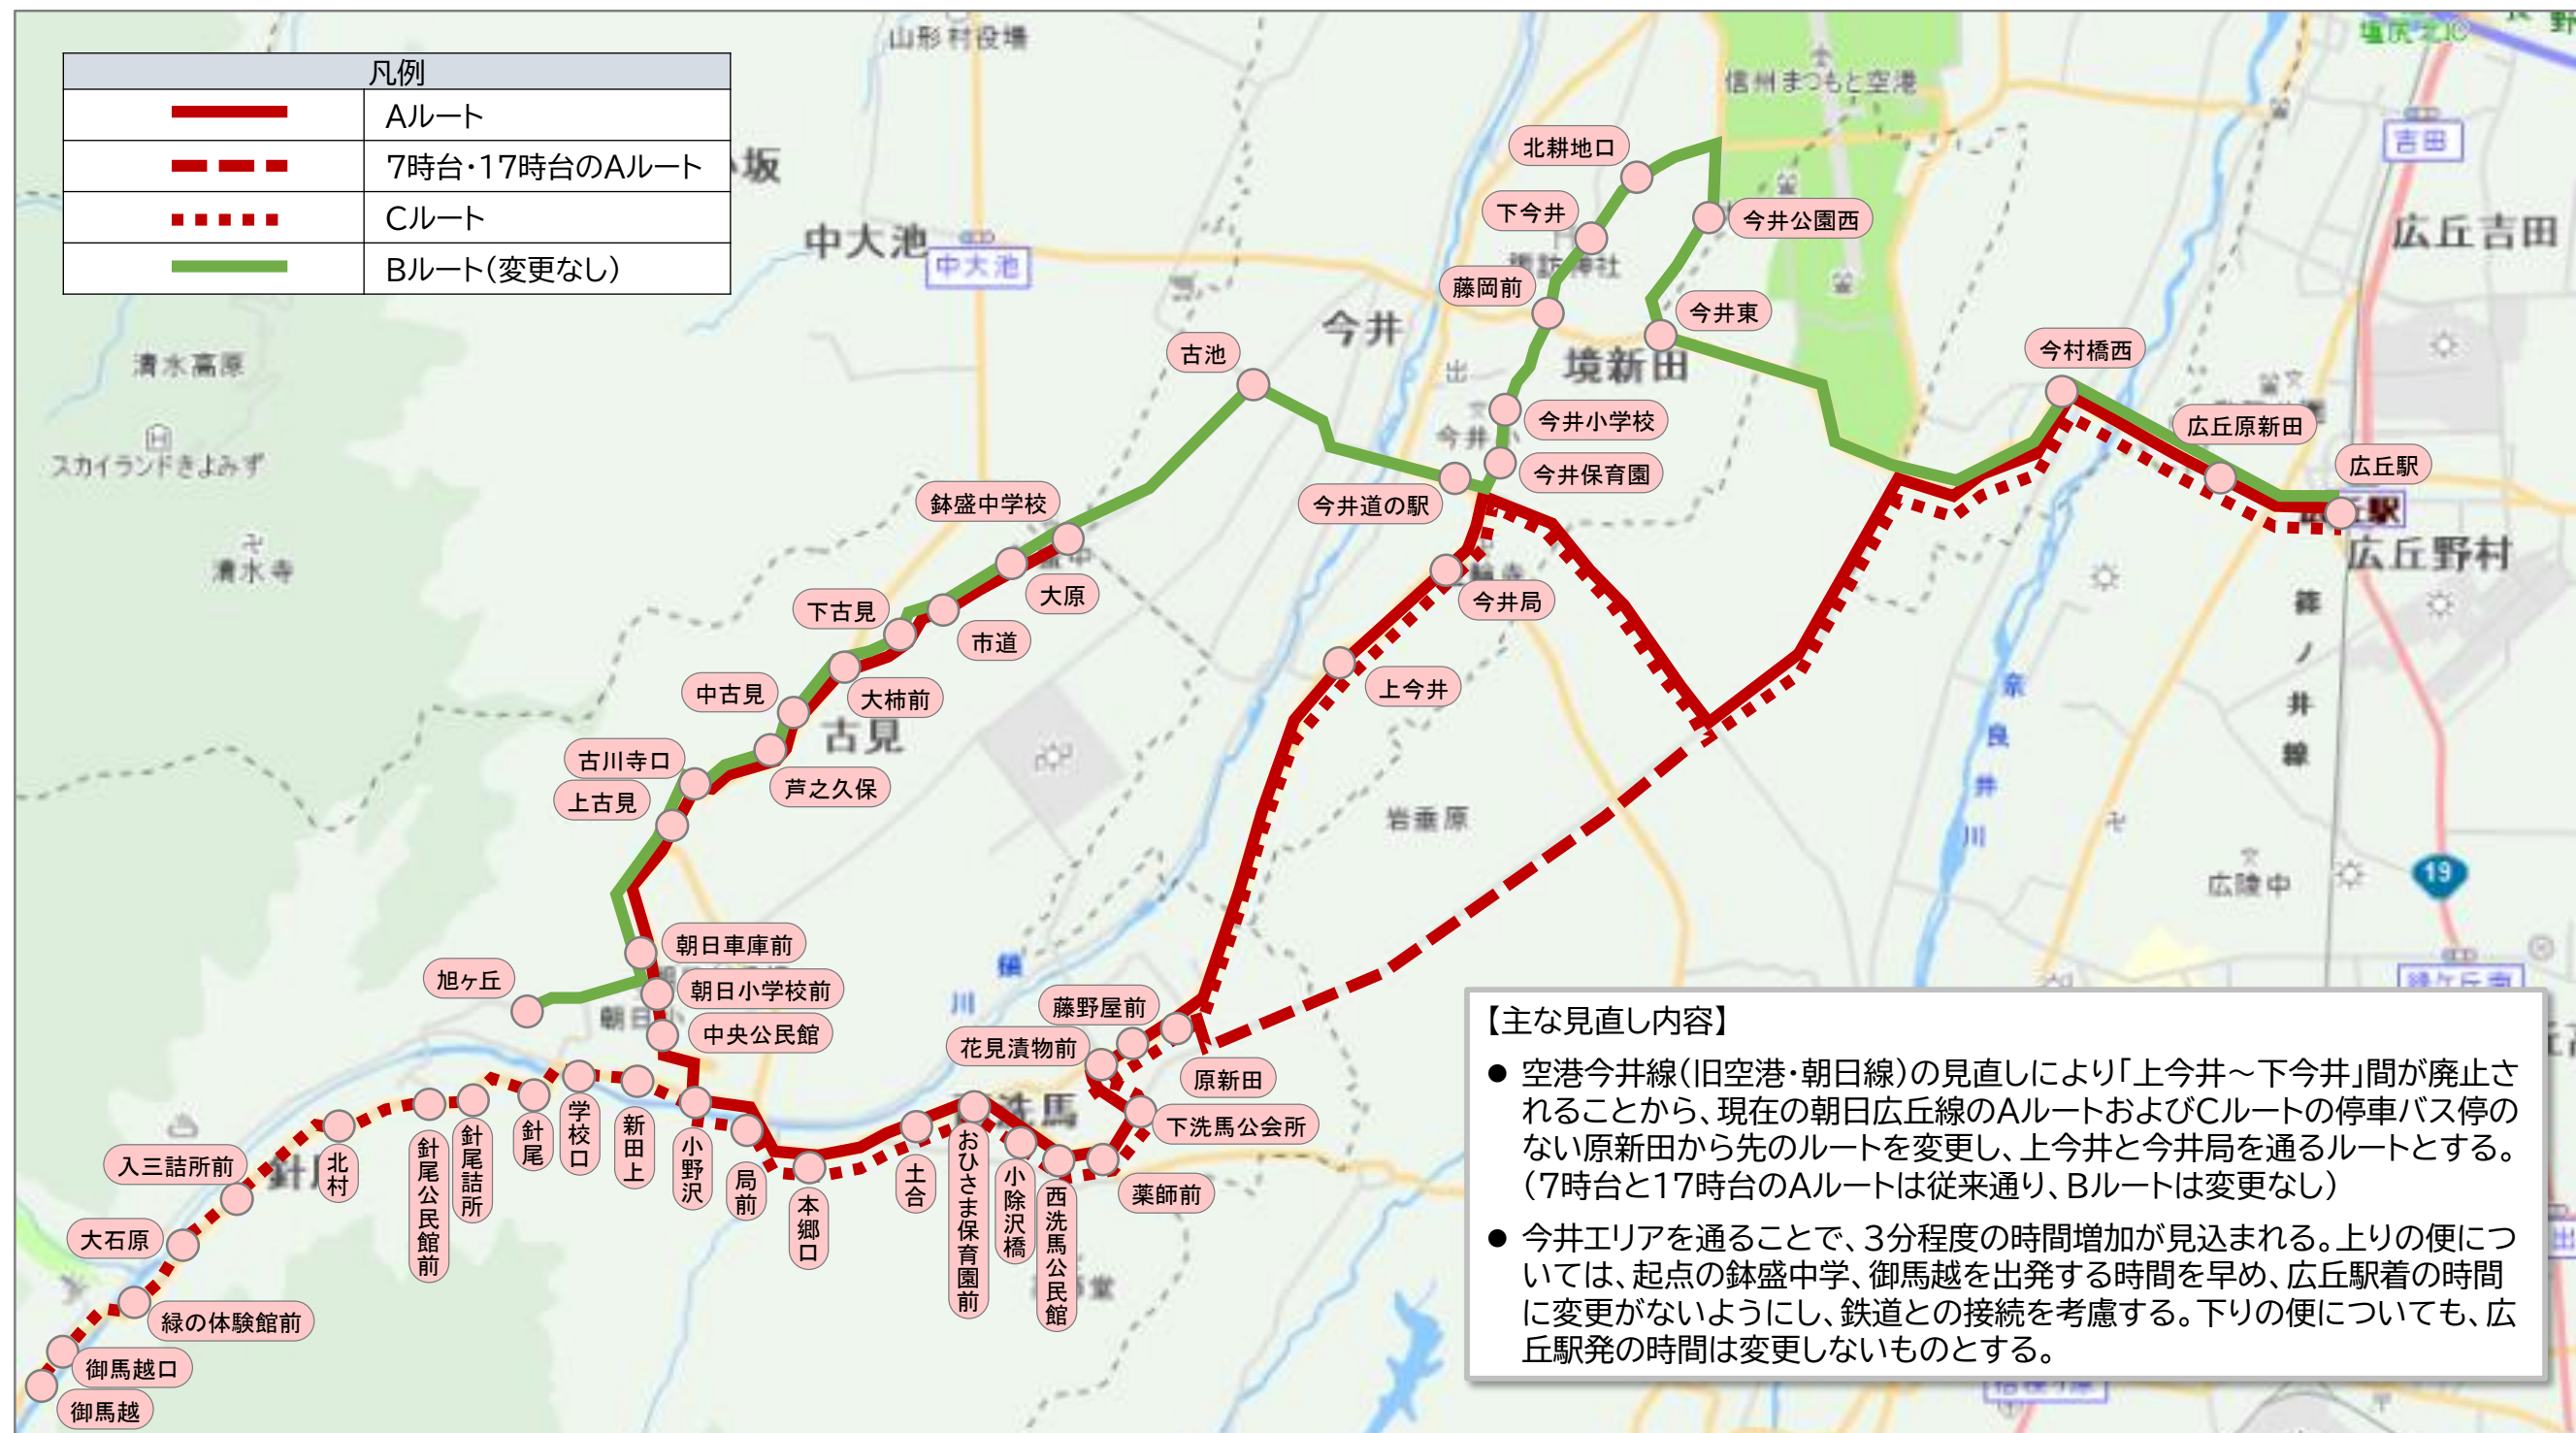 凡例
Aルート
7時台・17時台のAルート
Cルート
Bルート（変更なし）
山形村役場
坂
中大池
中大池
信州まつもと空港
塩尻北IC
吉田
広丘吉田
北耕地口
下今井
今井公園西
諏訪神社
藤岡前
今井東
今井
境新田
古池
今村橋西
清水高原
スカイランドきよみず
今井小学校
広丘原新田
今井保育園
広丘駅
今井道の駅
鉢盛中学校
清水寺
広丘野村
大原
今井局
下古見
市道
篠ノ井線
上今井
中古見
大柿前
古見
奈良井川
古川寺口
上古見
芦之久保
岩垂原
広陵中
19
朝日車庫前
旭ヶ丘
朝日小学校前
中央公民館
鎖川
藤野屋前
花見漬物前
原新田
下洗馬公会所
薬師前
洗馬
入三詰所前
北村
針尾公民館前
針尾詰所
針尾
学校口
新田上
小野沢
局前
本郷口
土合
おひさま保育園前
小除沢橋
西洗馬公民館
大石原
緑の体験館前
御馬越口
御馬越
【主な見直し内容】
● 空港今井線（旧空港・朝日線）の見直しにより「上今井～下今井」間が廃止さ
れることから、現在の朝日広丘線のAルートおよびCルートの停車バス停の
ない原新田から先のルートを変更し、上今井と今井局を通るルートとする。
（7時台と17時台のAルートは従来通り、Bルートは変更なし）
● 今井エリアを通ることで、3分程度の時間増加が見込まれる。上りの便につ
いては、起点の鉢盛中学、御馬越を出発する時間を早め、広丘駅着の時間
に変更がないようにし、鉄道との接続を考慮する。下りの便についても、広
丘駅発の時間は変更しないものとする。